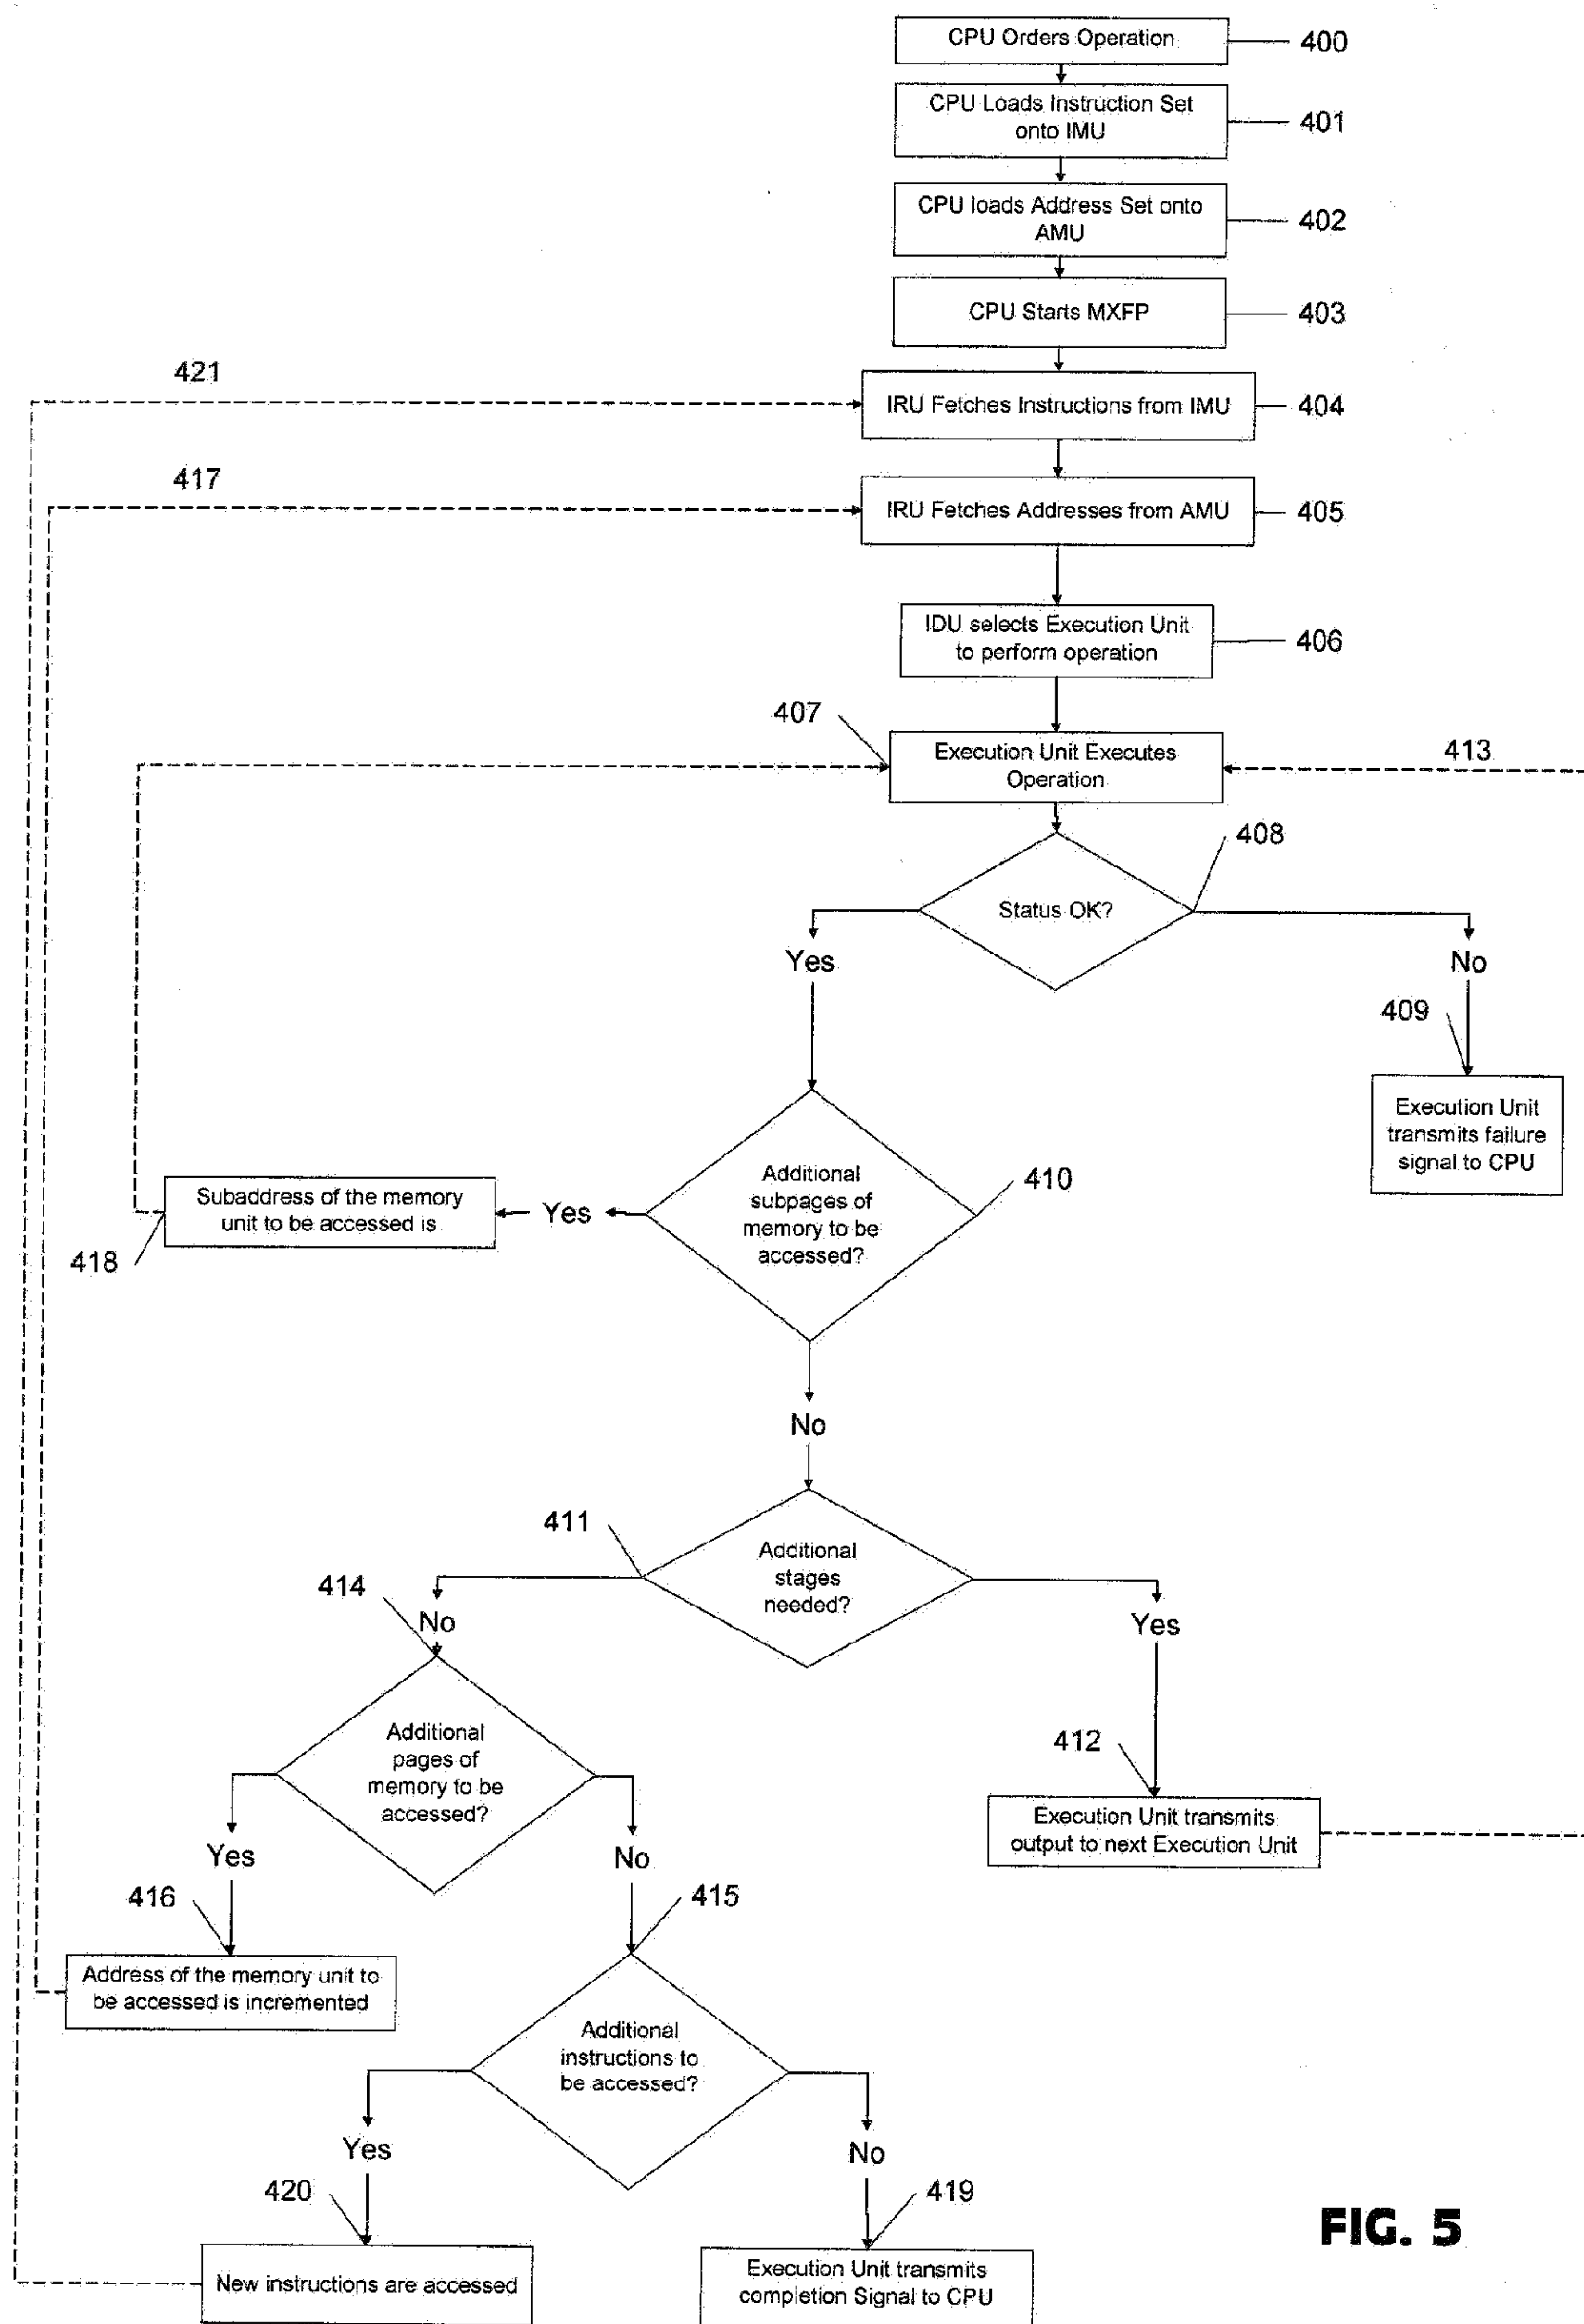 CPU Orders Operation
400
CPU Loads Instruction Set
onto IMU
401
CPU loads Address Set onto
AMU
402
CPU Starts MXFP
403
421
IRU Fetches Instructions from IMU
404
417
IRU Fetches Addresses from AMU
405
IDU selects Execution Unit
to perform operation
406
407
Execution Unit Executes
Operation
413
408
Status OK?
Yes
No
409
Execution Unit
transmits failure
signal to CPU
Additional
subpages of
memory to be
accessed?
410
Yes
Subaddress of the memory
unit to be accessed is
418
No
411
Additional
stages
needed?
414
No
Yes
Additional
pages of
memory to be
accessed?
412
Execution Unit transmits
output to next Execution Unit
Yes
No
416
415
Address of the memory unit to
be accessed is incremented
Additional
instructions to
be accessed?
Yes
No
420
419
New instructions are accessed
Execution Unit transmits
completion Signal to CPU
FIG. 5